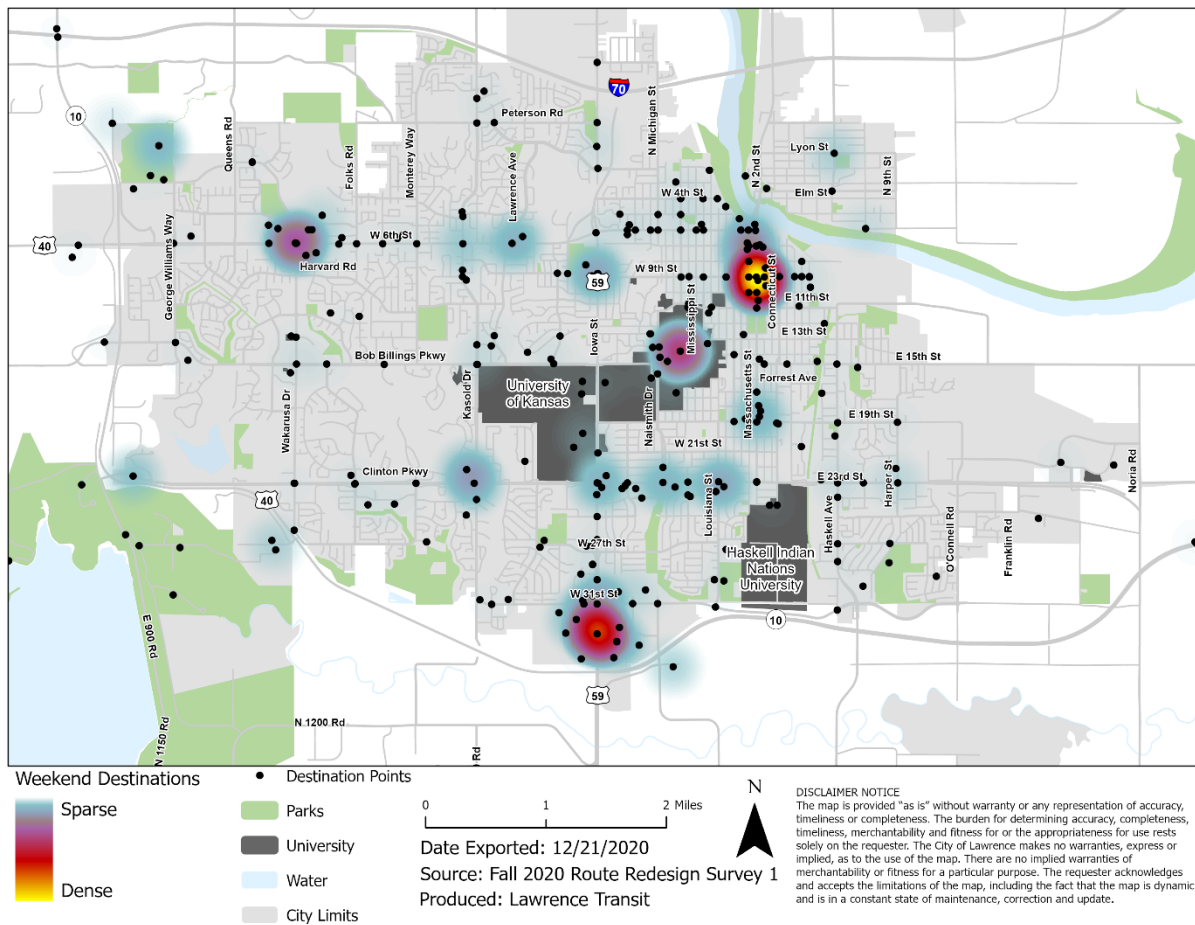 70
Peterson Rd
N Michigan St
10
Queens Rd
Folks Rd
Monterey Way
Lawrence Ave
N 2nd St
Lyon St
Elm St
N 9th St
W 4th St
George Williams Way
40
W 6th St
Harvard Rd
59
W 9th St
Mississippi St
Connecticut St
E 11th St
E 13th St
Iowa St
Bob Billings Pkwy
E 15th St
Forrest Ave
University
of Kansas
Wakarusa Dr
Kasold Dr
Naismith Dr
Massachusetts St
E 19th St
W 21st St
Clinton Pkwy
40
Louisiana St
E 23rd St
Harper St
Haskell Ave
O'Connell Rd
Franklin Rd
Noria Rd
W 27th St
Haskell Indian
Nations
University
W 31st St
10
E 900 Rd
59
N 1200 Rd
N 1150 Rd
Rd
Weekend Destinations
Sparse
Dense
Destination Points
Parks
University
Water
City Limits
0 1 2 Miles
Date Exported: 12/21/2020
Source: Fall 2020 Route Redesign Survey 1
Produced: Lawrence Transit
N
DISCLAIMER NOTICE
The map is provided "as is" without warranty or any representation of accuracy,
timeliness or completeness. The burden for determining accuracy, completeness,
timeliness, merchantability and fitness for or the appropriateness for use rests
solely on the requester. The City of Lawrence makes no warranties, express or
implied, as to the use of the map. There are no implied warranties of
merchantability or fitness for a particular purpose. The requester acknowledges
and accepts the limitations of the map, including the fact that the map is dynamic
and is in a constant state of maintenance, correction and update.